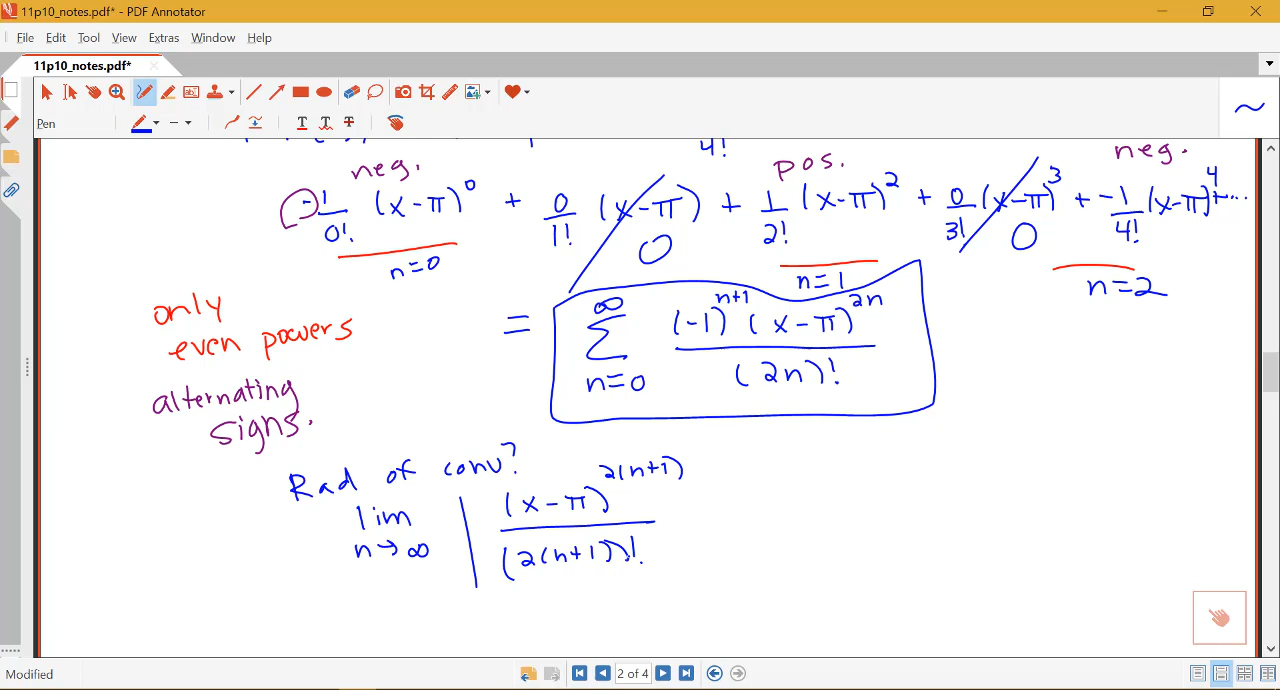 11p10_notes.pdf* - PDF Annotator
File Edit Tool View Extras Window Help
11p10_notes.pdf*
Pen
4!
neg. pos. neg.
-1/0! (x-π)^0 + 0/1! (x-π) + 1/2! (x-π)^2 + 0/3! (x-π)^3 + -1/4! (x-π)^4 + ....
0 0
n=0 n=1 n=2
only
even powers
= ∞ Σ n=0 (-1)^n+1 (x-π)^2n / (2n)!
alternating
signs.
Rad of conv?
lim n→∞ | (x-π)^2(n+1) / (2(n+1))!
Modified 2 of 4